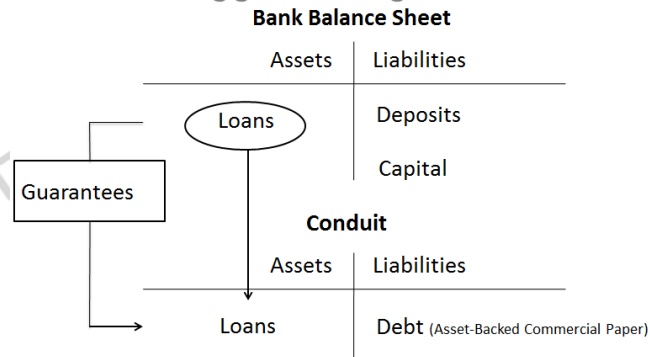 Bank Balance Sheet
Assets Liabilities
Loans Deposits
Capital
Guarantees
Conduit
Assets Liabilities
Loans Debt (Asset-Backed Commercial Paper)